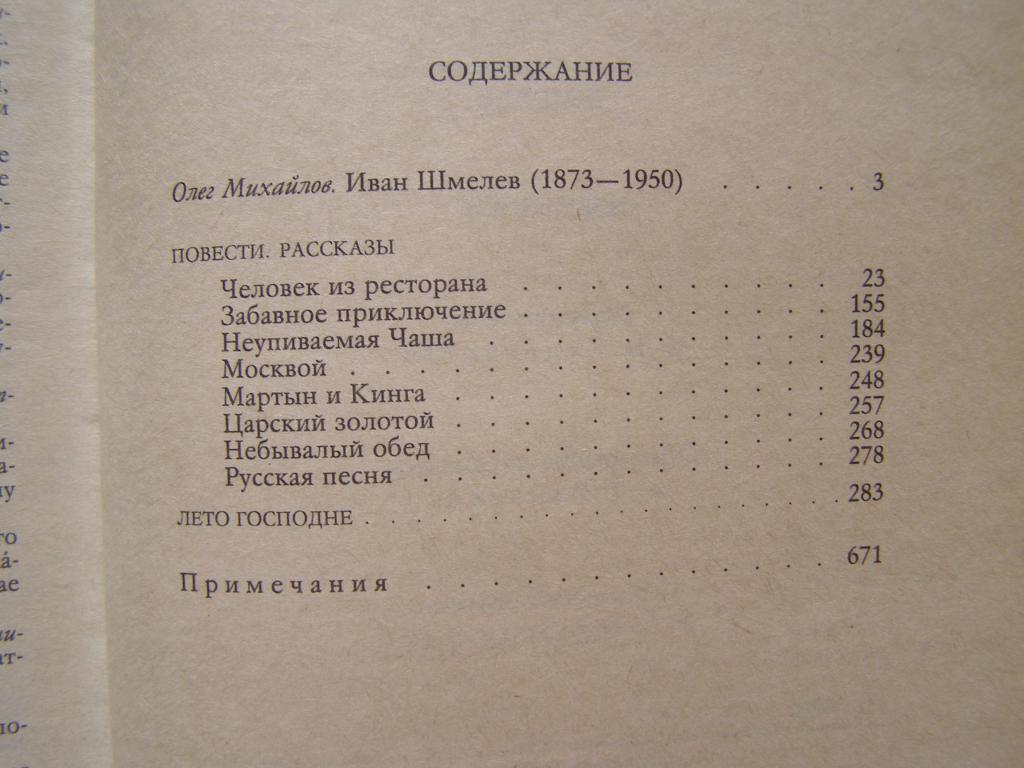 СОДЕРЖАНИЕ
Олег Михайлов. Иван Шмелев (1873—1950) . . . . . 3
ПОВЕСТИ. РАССКАЗЫ
Человек из ресторана . . . . . . . . . . 23
Забавное приключение . . . . . . . . . . 155
Неупиваемая Чаша . . . . . . . . . . . 184
Москвой . . . . . . . . . . . . . . 239
Мартын и Кинга . . . . . . . . . . . . 248
Царский золотой . . . . . . . . . . . . 257
Небывалый обед . . . . . . . . . . . . 268
Русская песня . . . . . . . . . . . . . 278
ЛЕТО ГОСПОДНЕ . . . . . . . . . . . . . . . . 283
Примечания . . . . . . . . . . . . . 671